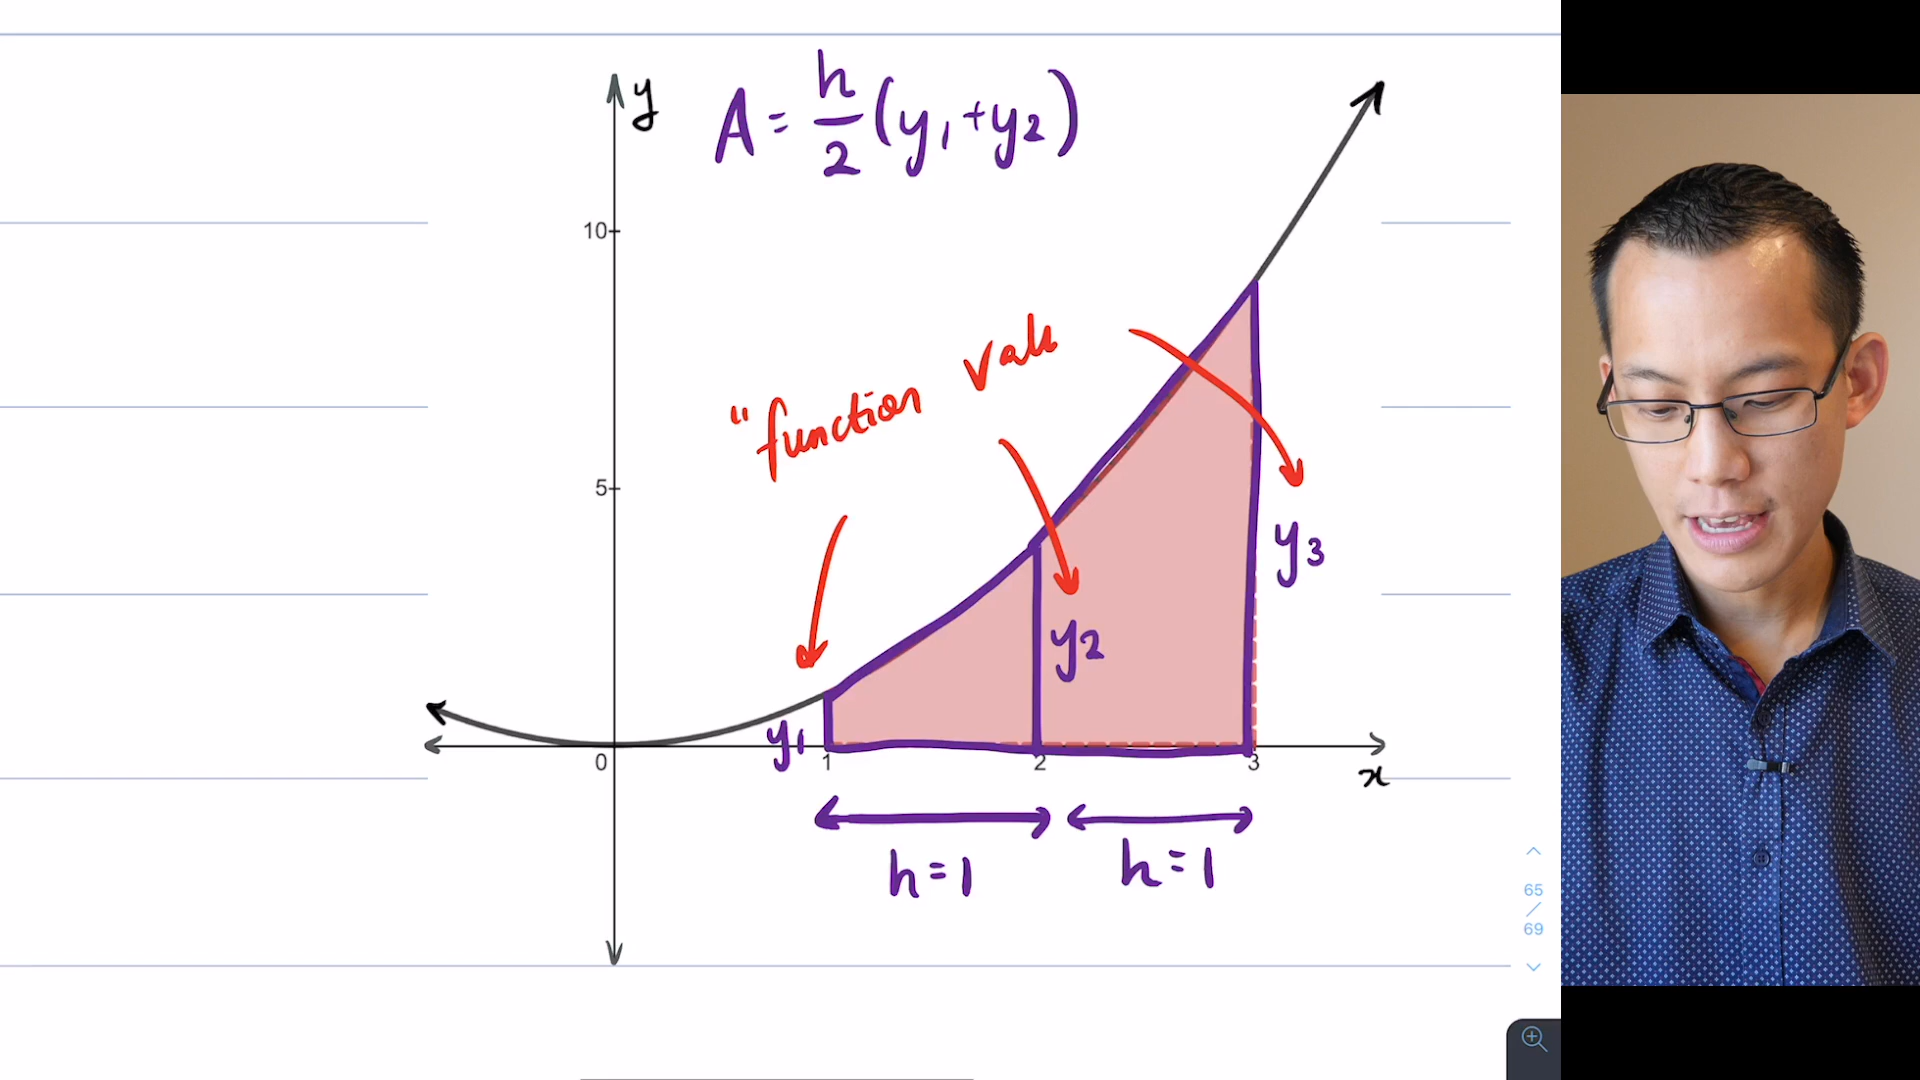 y
A = h/2 (y₁ + y₂)
10
"function valu
5
y₃
y₂
y₁
0
1
2
3
x
h = 1
h = 1
65
/
69